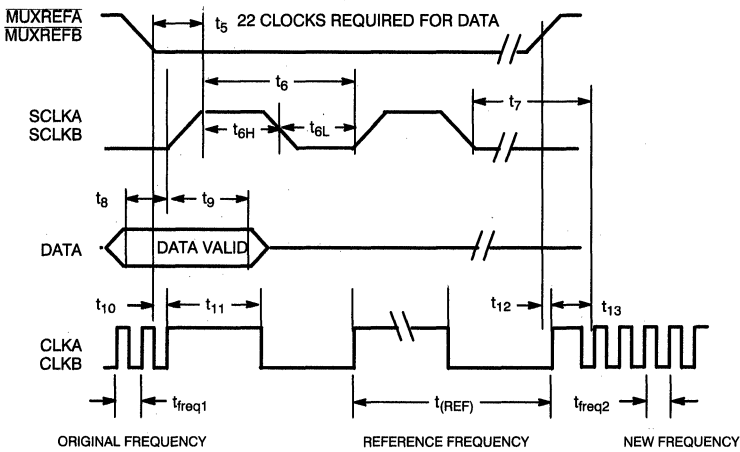 MUXREFA
MUXREFB
t5 22 CLOCKS REQUIRED FOR DATA
t6
t7
SCLKA
SCLKB
t6H
t6L
t8
t9
DATA
DATA VALID
t10
t11
t12
t13
CLKA
CLKB
tfreq1
t(REF)
tfreq2
ORIGINAL FREQUENCY
REFERENCE FREQUENCY
NEW FREQUENCY